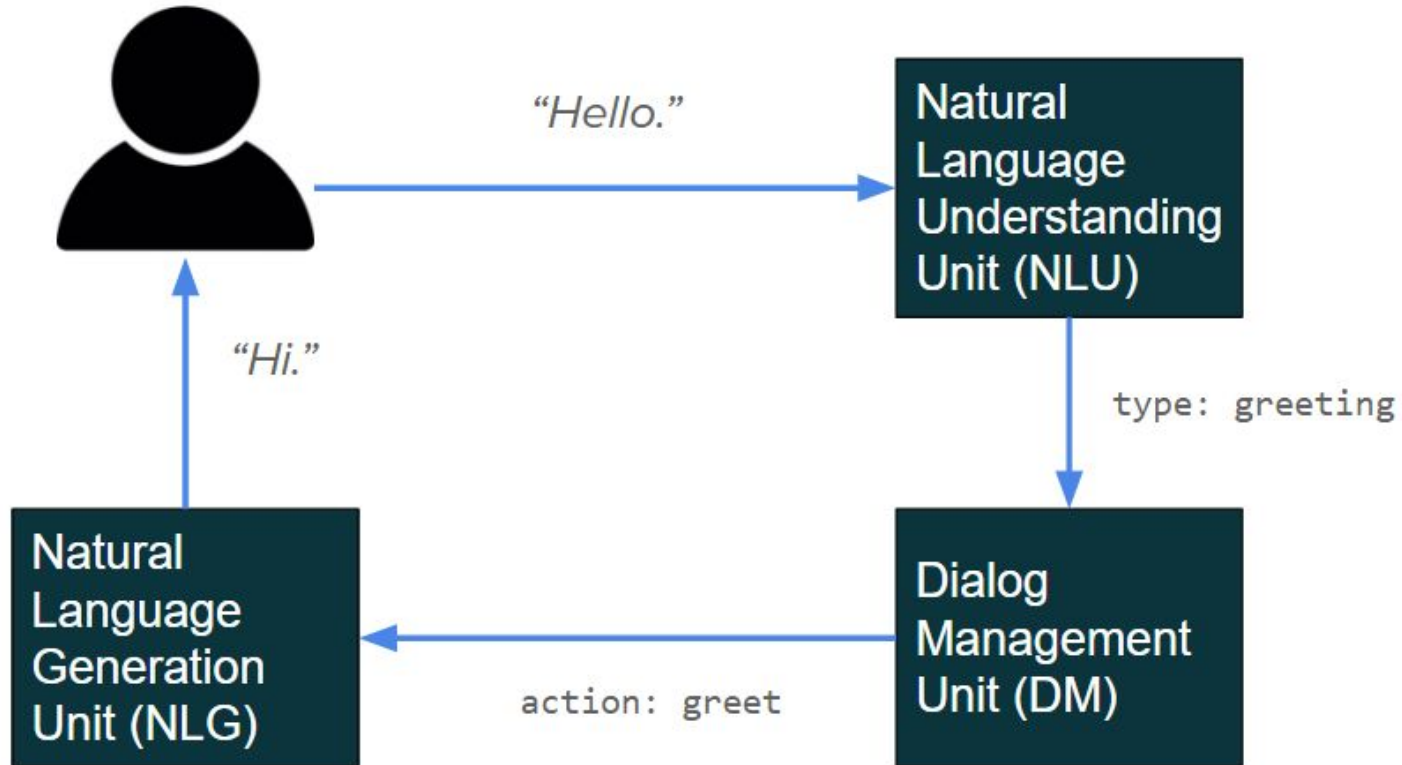 “Hello.”
Natural
Language
Understanding
Unit (NLU)
“Hi.”
type: greeting
Natural
Language
Generation
Unit (NLG)
action: greet
Dialog
Management
Unit (DM)